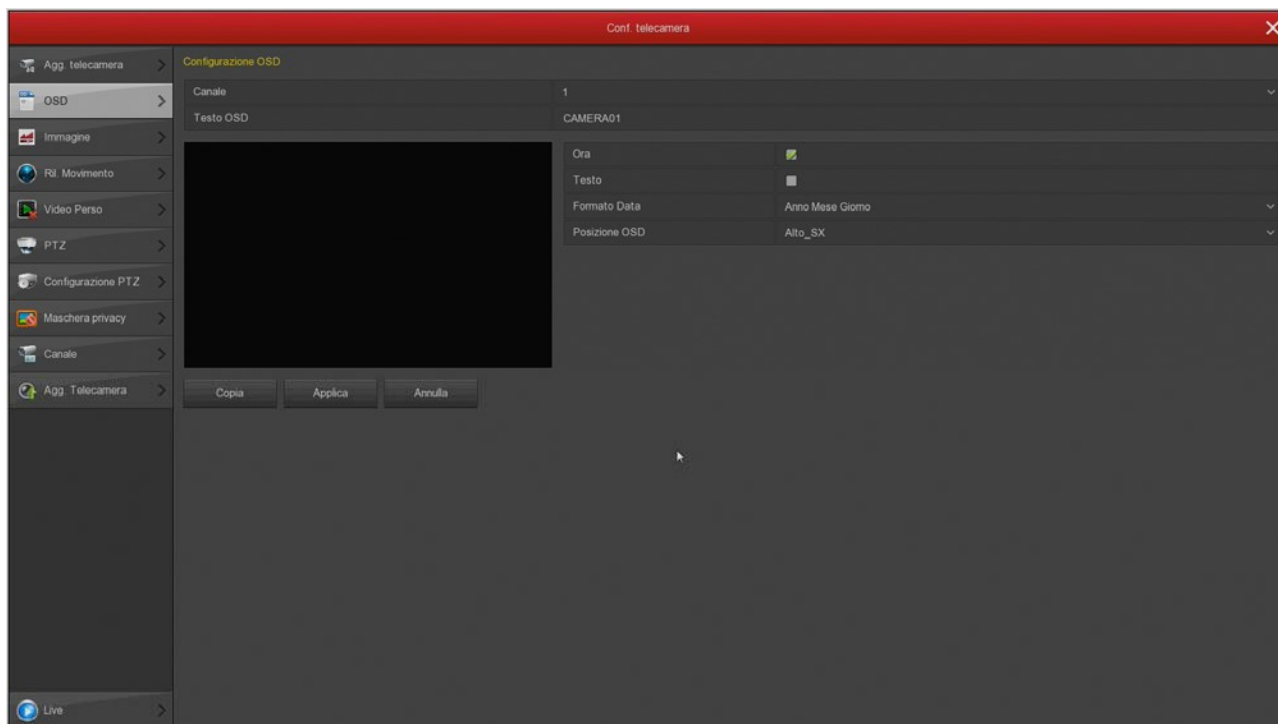 Conf. telecamera
Agg. telecamera
OSD
Immagine
Ril. Movimento
Video Perso
PTZ
Configurazione PTZ
Maschera privacy
Canale
Agg. Telecamera
Live
Configurazione OSD
Canale 1
Testo OSD CAMERA01
Ora
Testo
Formato Data Anno Mese Giorno
Posizione OSD Alto_SX
Copia Applica Annulla